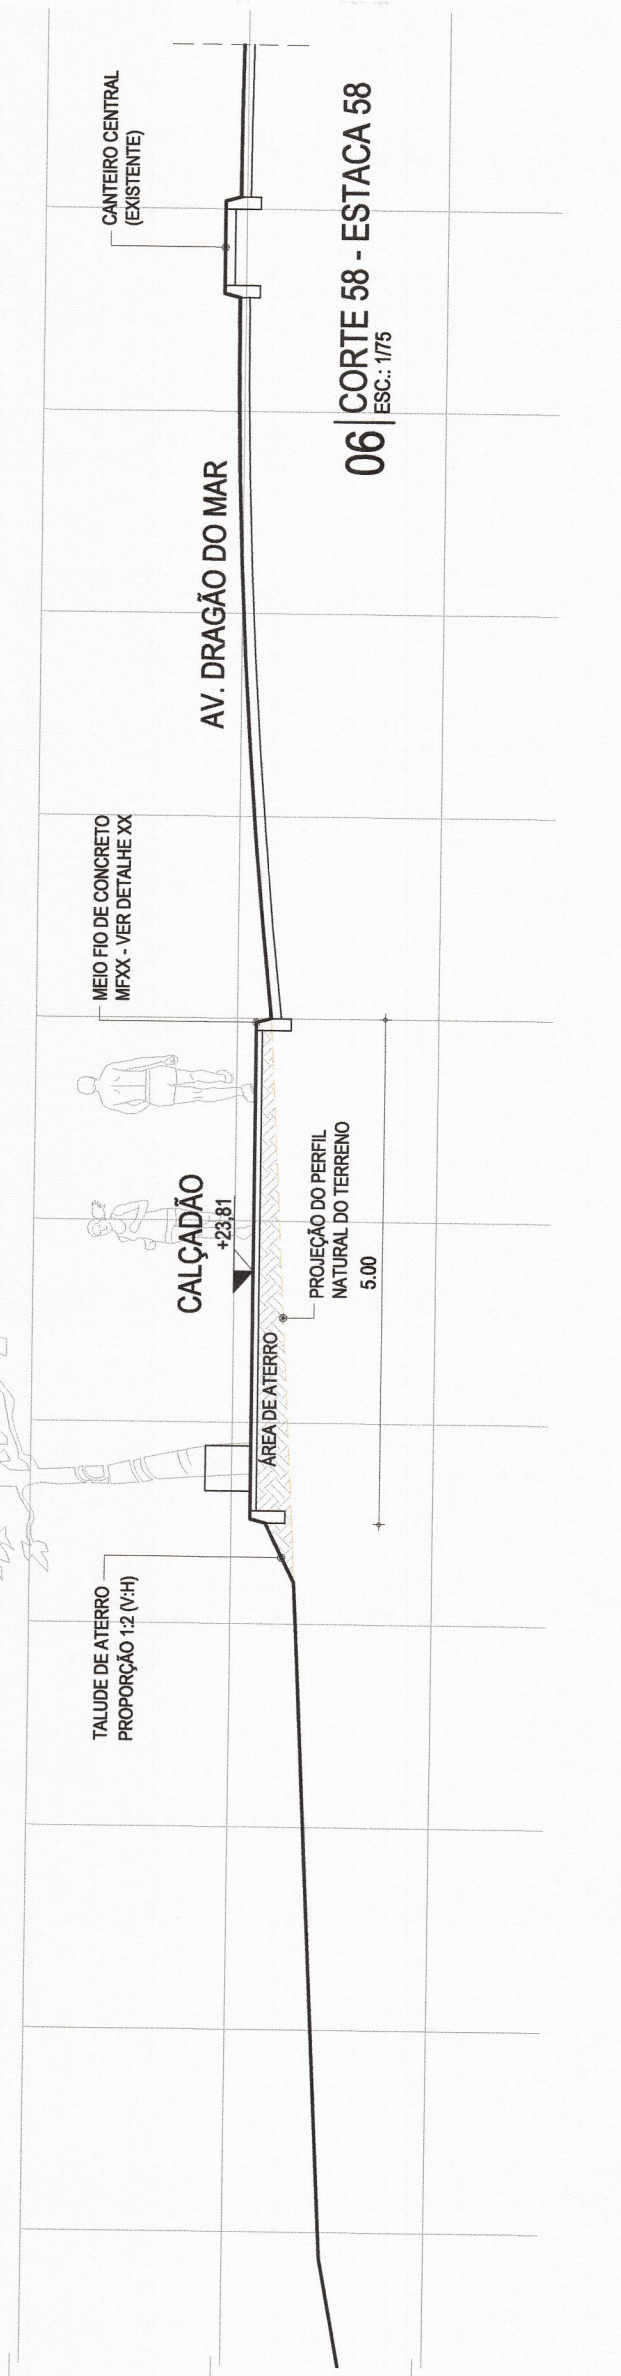 TALUDE DE ATERRO
PROPORÇÃO 1:2 (V:H)
CALÇADÃO
+23,81
ÁREA DE ATERRO
PROJEÇÃO DO PERFIL
NATURAL DO TERRENO
5.00
MEIO FIO DE CONCRETO
MFXX - VER DETALHE XX
AV. DRAGÃO DO MAR
CANTEIRO CENTRAL
(EXISTENTE)
06 CORTE 58 - ESTACA 58
ESC.: 1/75